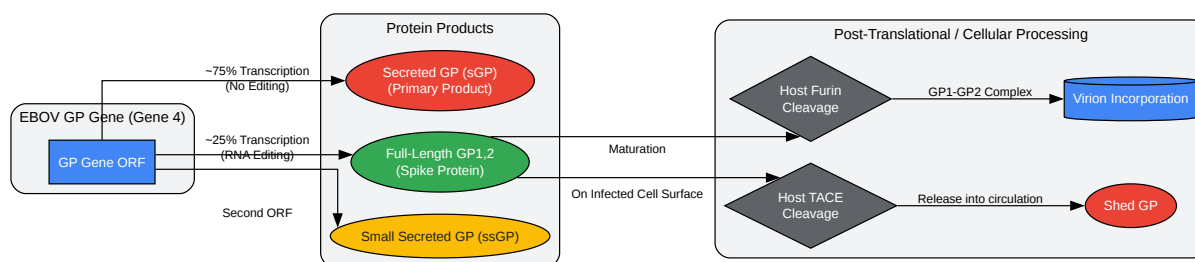 Protein Products
Post-Translational / Cellular Processing
~75% Transcription
(No Editing)
Secreted GP (sGP)
(Primary Product)
Host Furin
Cleavage
GP1-GP2 Complex
Virion Incorporation
EBOV GP Gene (Gene 4)
GP Gene ORF
~25% Transcription
(RNA Editing)
Full-Length GP1,2
(Spike Protein)
Maturation
On Infected Cell Surface
Host TACE
Cleavage
Release into circulation
Shed GP
Second ORF
Small Secreted GP (ssGP)